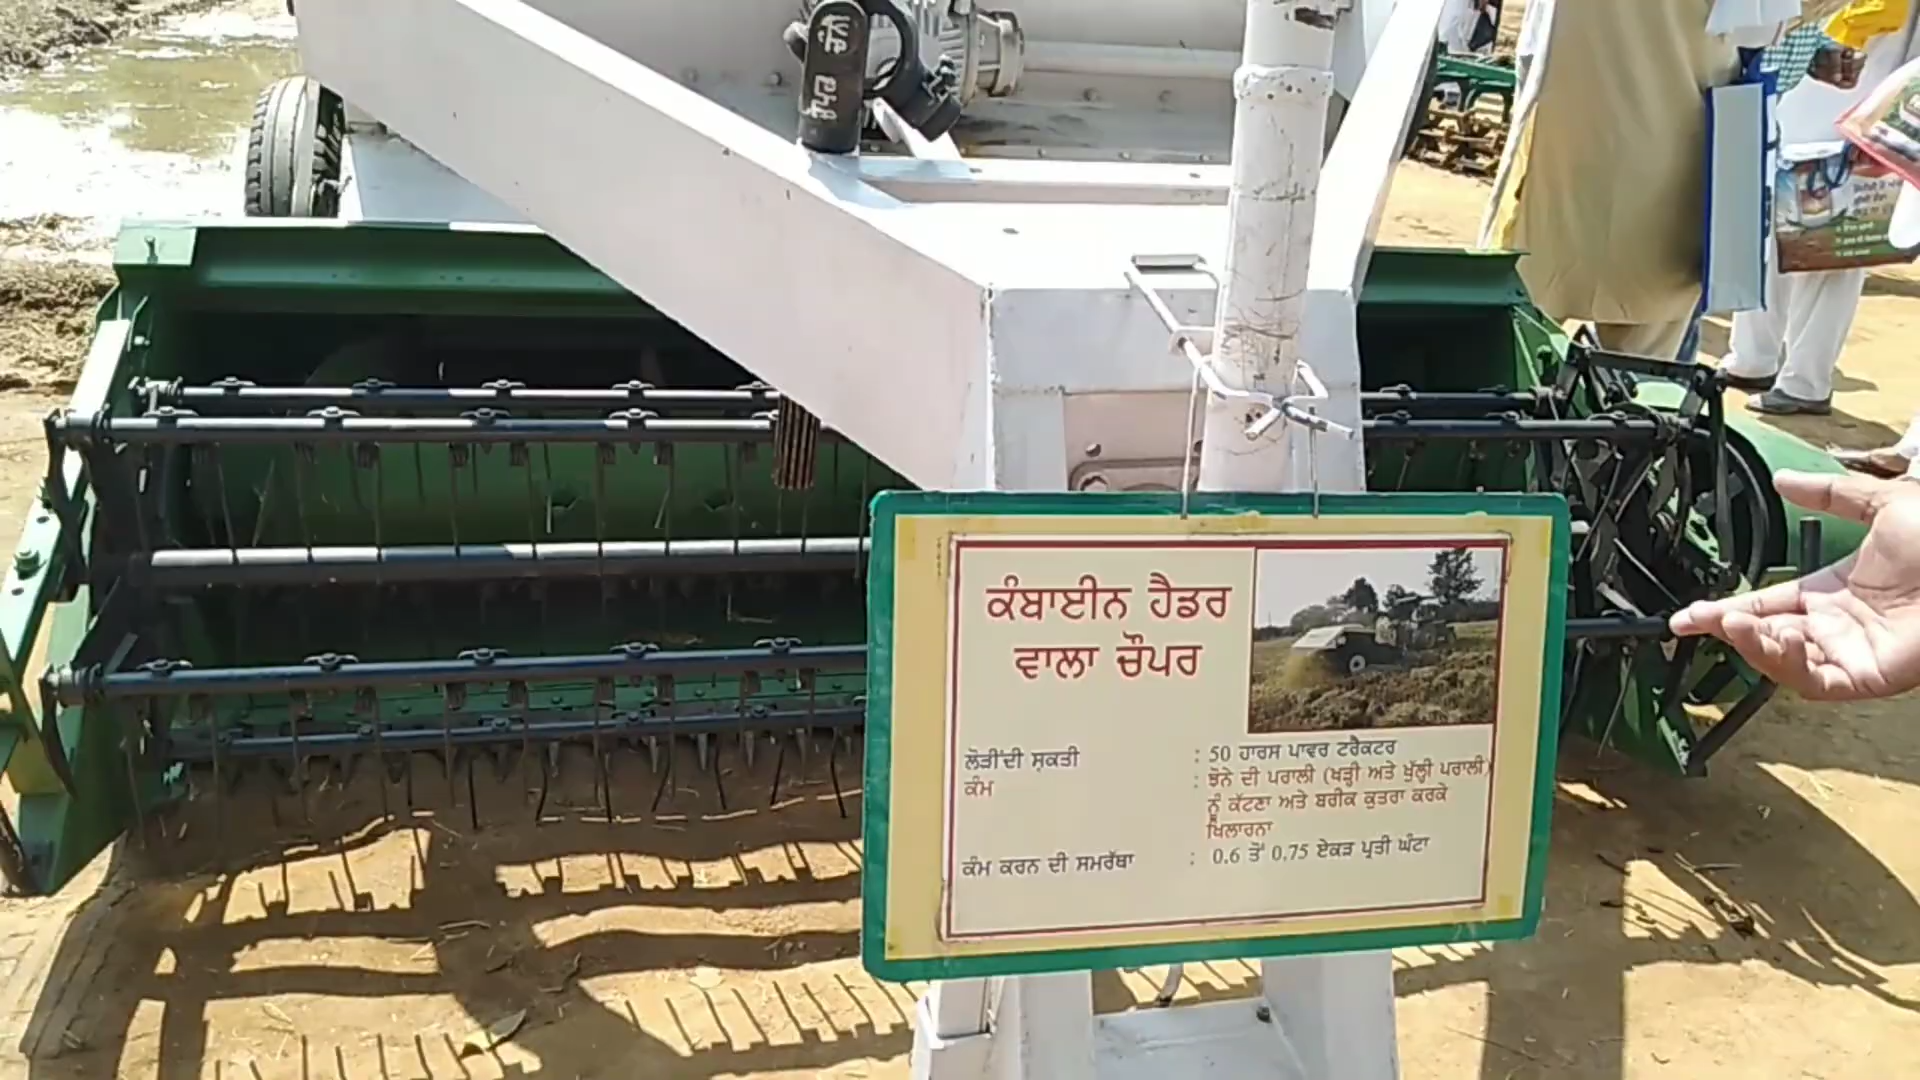 ਸੁਪਰ ਚੰਨੀ
ਕੰਬਾਈਨ ਹੈਡਰ
ਵਾਲਾ ਚੌਪਰ
ਲੋੜੀਂਦੀ ਸ਼ਕਤੀ : 50 ਹਾਰਸ ਪਾਵਰ ਟਰੈਕਟਰ
ਕੰਮ : ਝੋਨੇ ਦੀ ਪਰਾਲੀ (ਖੜ੍ਹੀ ਅਤੇ ਖੁੱਲ੍ਹੀ ਪਰਾਲੀ)
ਨੂੰ ਕੱਟਣਾ ਅਤੇ ਬਰੀਕ ਕੁਤਰਾ ਕਰਕੇ
ਖਿਲਾਰਨਾ
ਕੰਮ ਕਰਨ ਦੀ ਸਮਰੱਥਾ : 0.6 ਤੋਂ 0.75 ਏਕੜ ਪ੍ਰਤੀ ਘੰਟਾ